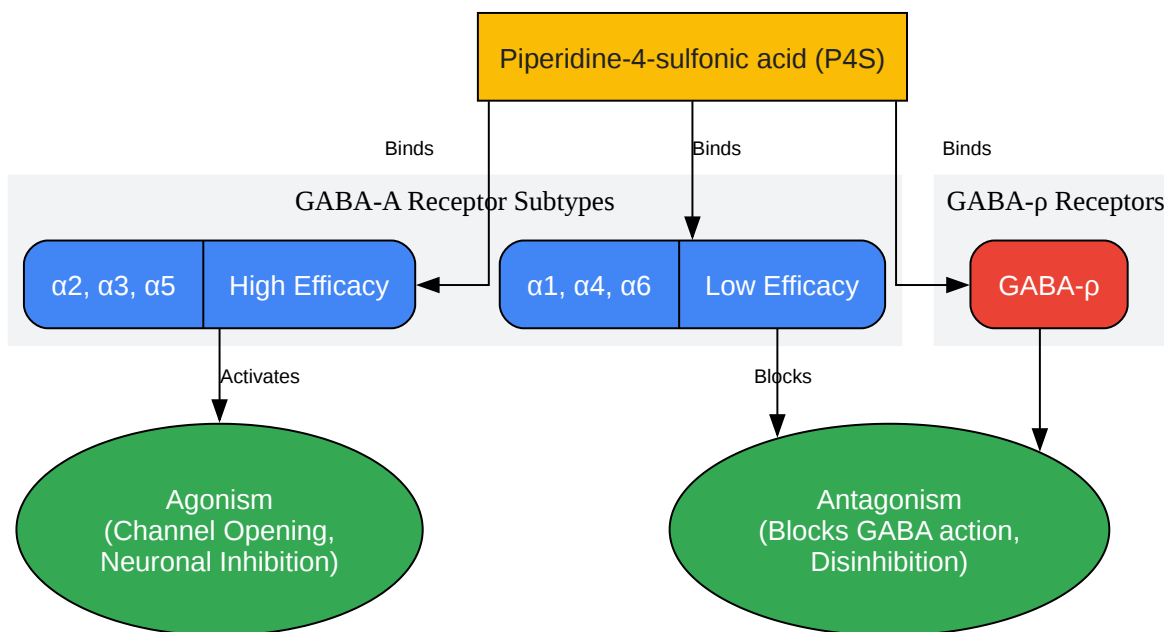 Piperidine-4-sulfonic acid (P4S)
Binds
Binds
Binds
GABA-A Receptor Subtypes
GABA-ρ Receptors
α2, α3, α5
High Efficacy
α1, α4, α6
Low Efficacy
GABA-ρ
Activates
Blocks
Agonism
(Channel Opening,
Neuronal Inhibition)
Antagonism
(Blocks GABA action,
Disinhibition)